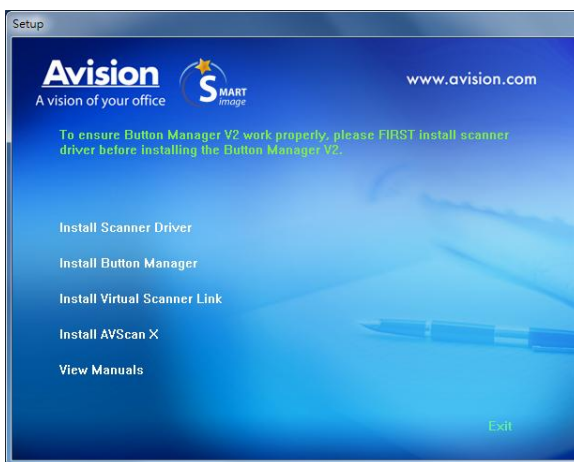 Setup
Avision
A vision of your office
SMART
image
www.avision.com
To ensure Button Manager V2 work properly, please FIRST install scanner
driver before installing the Button Manager V2.
Install Scanner Driver
Install Button Manager
Install Virtual Scanner Link
Install AVScan X
View Manuals
Exit